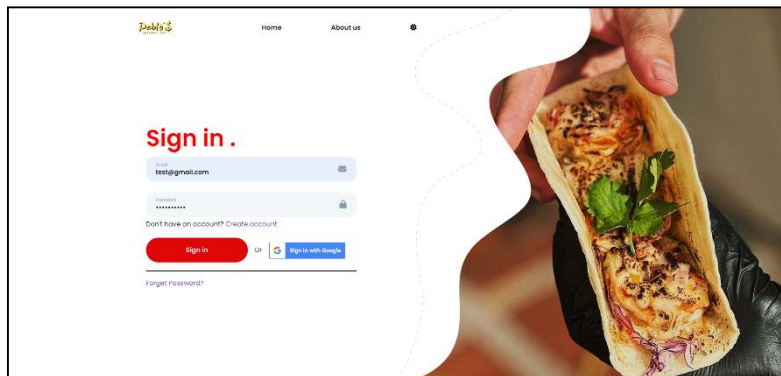 Pablo's
Home
About us
Sign in .
Email
test@gmail.com
Password
••••••••••
Don't have an account? Create account
Sign in
Or
G
Sign in with Google
Forget Password?